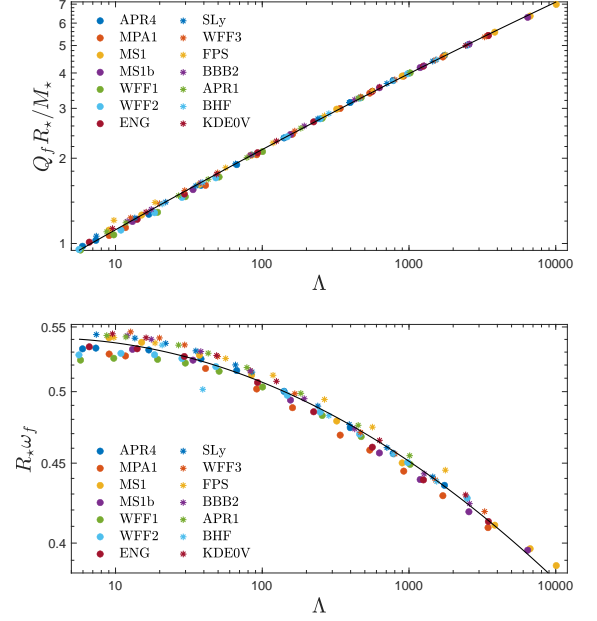 7
6
5
4
3
2
1
Q_f R_⋆/M_⋆
APR4 SLy
MPA1 WFF3
MS1 FPS
MS1b BBB2
WFF1 APR1
WFF2 BHF
ENG KDE0V
10 100 1000 10000
Λ
0.55
0.5
0.45
0.4
R_⋆ω_f
APR4 SLy
MPA1 WFF3
MS1 FPS
MS1b BBB2
WFF1 APR1
WFF2 BHF
ENG KDE0V
10 100 1000 10000
Λ